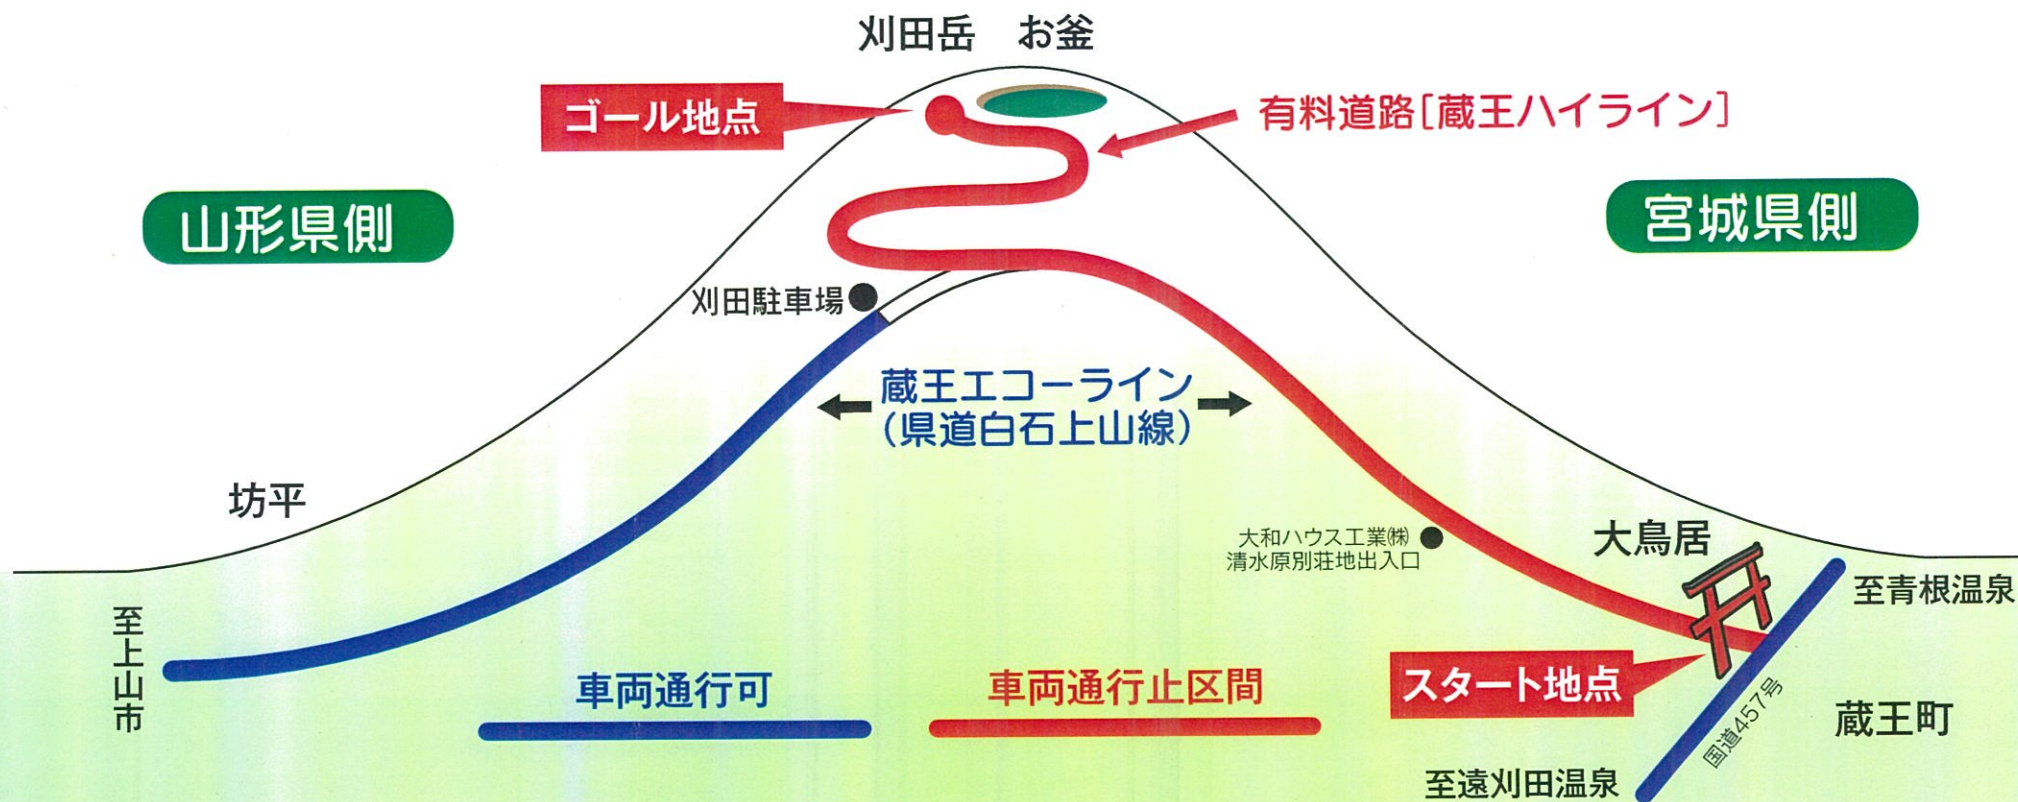 刈田岳 お釜
ゴール地点
有料道路[蔵王ハイライン]
山形県側
宮城県側
刈田駐車場
蔵王エコーライン
(県道白石上山線)
坊平
大和ハウス工業㈱
清水原別荘地出入口
大鳥居
至青根温泉
至上山市
車両通行可
車両通行止区間
スタート地点
国道457号
蔵王町
至遠刈田温泉